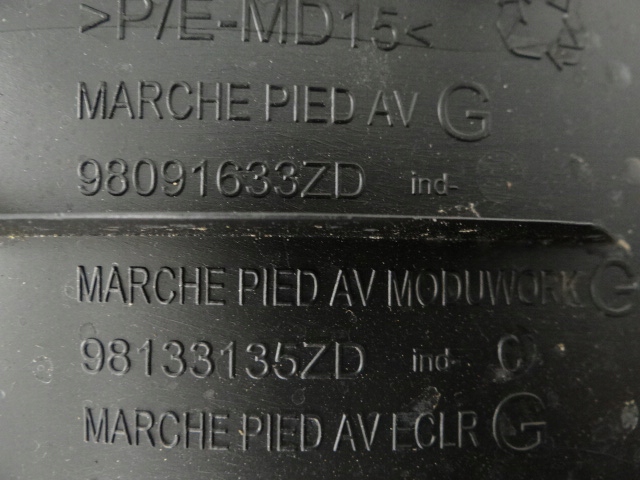 >P/E-MD15<
MARCHE PIED AV G
98091633ZD ind-
MARCHE PIED AV MODUWORK G
98133135ZD ind- C
MARCHE PIED AV ECLR G